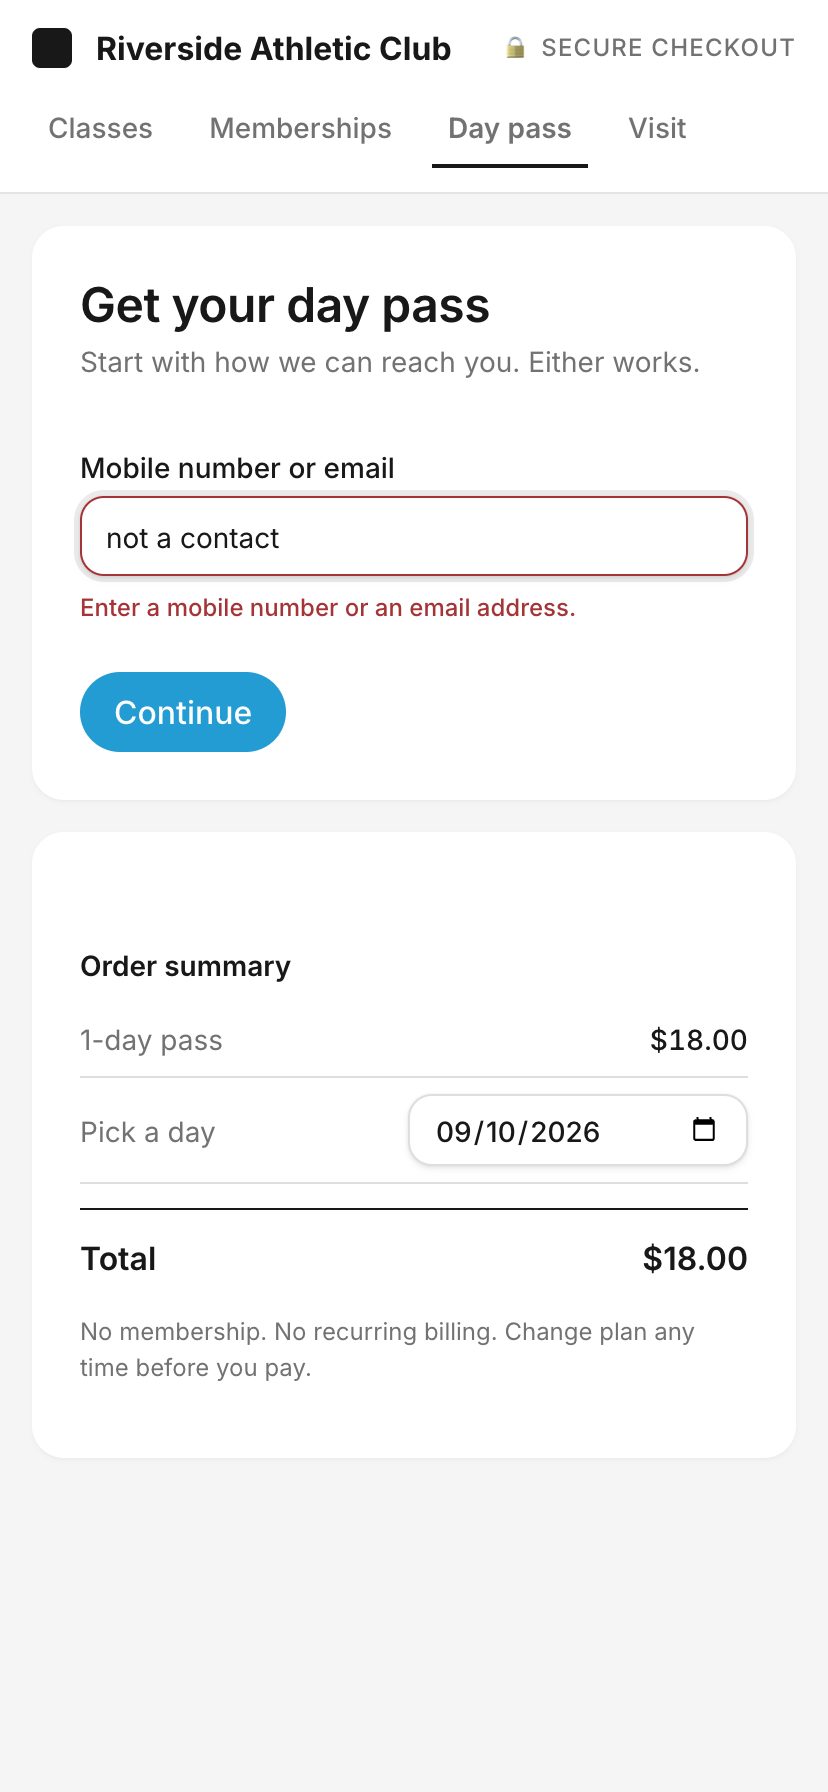 Riverside Athletic Club
SECURE CHECKOUT
Classes Memberships Day pass Visit
Get your day pass
Start with how we can reach you. Either works.
Mobile number or email
not a contact
Enter a mobile number or an email address.
Continue
Order summary
1-day pass $18.00
Pick a day 09/10/2026
Total $18.00
No membership. No recurring billing. Change plan any
time before you pay.